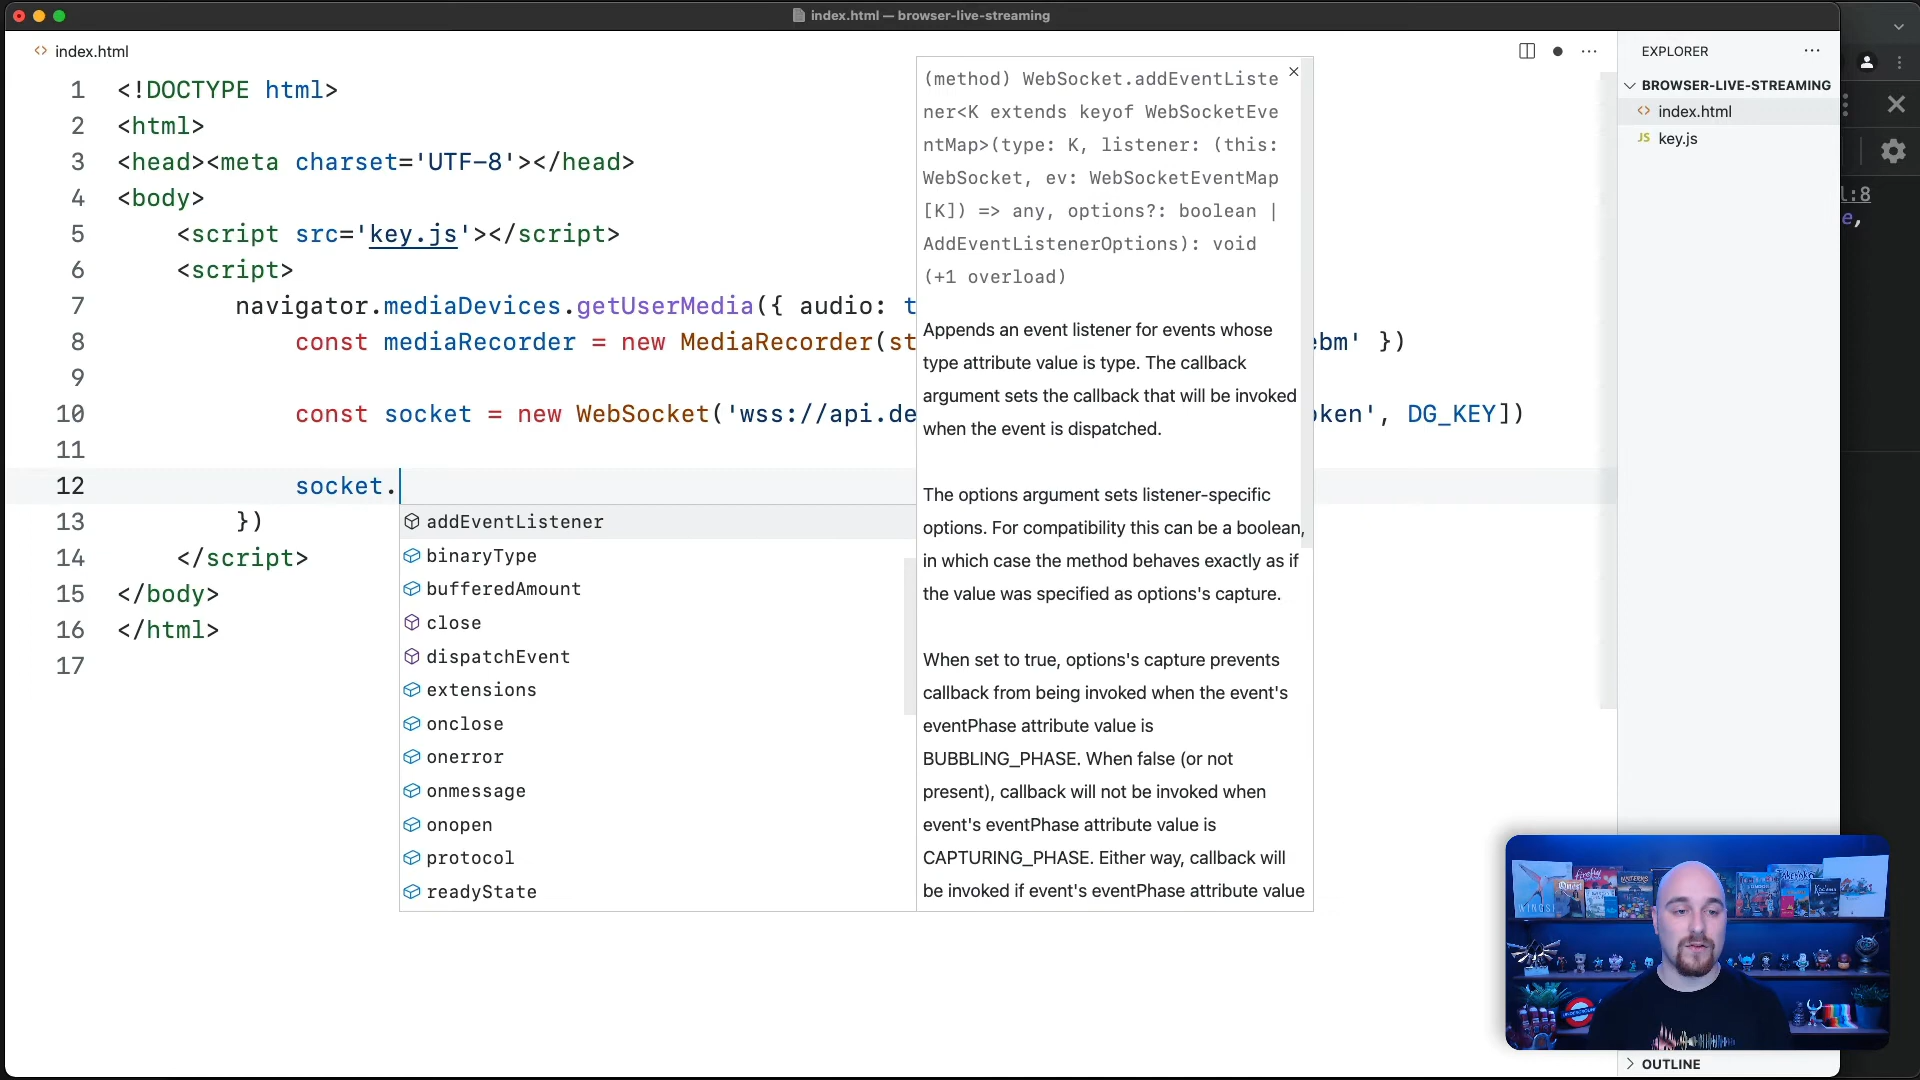 index.html — browser-live-streaming
index.html
1 <!DOCTYPE html>
2 <html>
3 <head><meta charset='UTF-8'></head>
4 <body>
5 <script src='key.js'></script>
6 <script>
7 navigator.mediaDevices.getUserMedia({ audio: t
8 const mediaRecorder = new MediaRecorder(st
ebm' })
9
10 const socket = new WebSocket('wss://api.de
oken', DG_KEY])
11
12 socket.
13 })
14 </script>
15 </body>
16 </html>
17
addEventListener
binaryType
bufferedAmount
close
dispatchEvent
extensions
onclose
onerror
onmessage
onopen
protocol
readyState
(method) WebSocket.addEventListe
ner<K extends keyof WebSocketEve
ntMap>(type: K, listener: (this:
WebSocket, ev: WebSocketEventMap
[K]) => any, options?: boolean |
AddEventListenerOptions): void
(+1 overload)
Appends an event listener for events whose
type attribute value is type. The callback
argument sets the callback that will be invoked
when the event is dispatched.
The options argument sets listener-specific
options. For compatibility this can be a boolean,
in which case the method behaves exactly as if
the value was specified as options's capture.
When set to true, options's capture prevents
callback from being invoked when the event's
eventPhase attribute value is
BUBBLING_PHASE. When false (or not
present), callback will not be invoked when
event's eventPhase attribute value is
CAPTURING_PHASE. Either way, callback will
be invoked if event's eventPhase attribute value
EXPLORER
BROWSER-LIVE-STREAMING
index.html
JS key.js
l:8
e,
OUTLINE
WINGS
firefly
Quest
UNDERGROUND